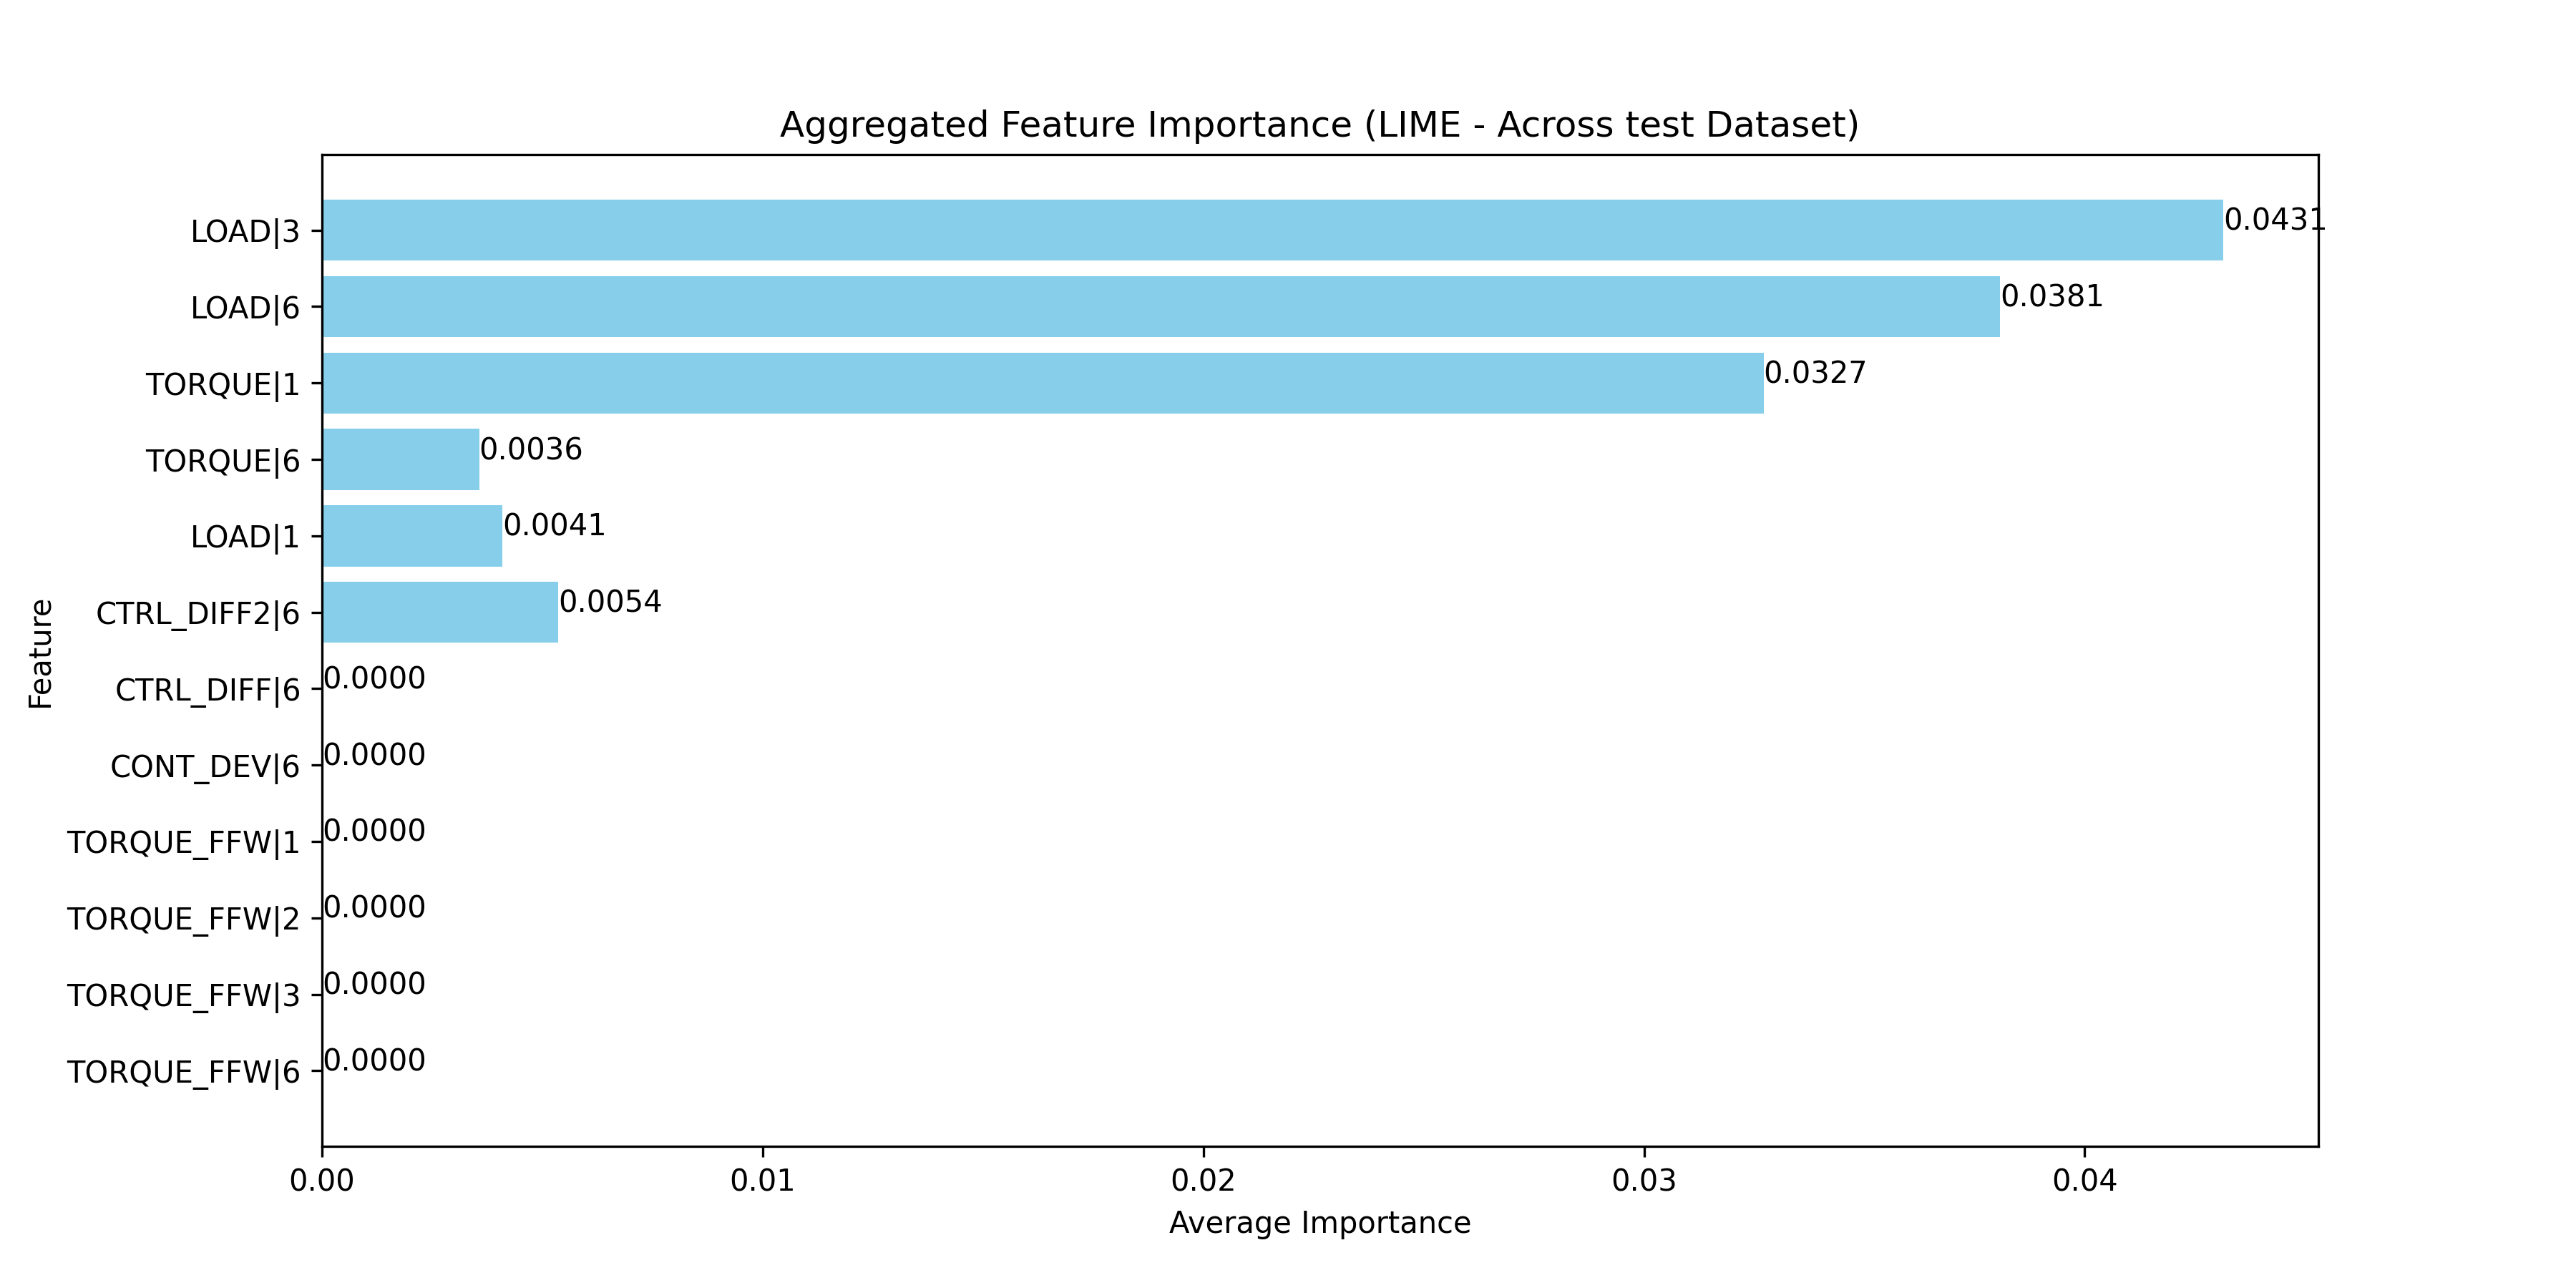 Aggregated Feature Importance (LIME - Across test Dataset)
LOAD|3 0.0431
LOAD|6 0.0381
TORQUE|1 0.0327
TORQUE|6 0.0036
LOAD|1 0.0041
CTRL_DIFF2|6 0.0054
CTRL_DIFF|6 0.0000
CONT_DEV|6 0.0000
TORQUE_FFW|1 0.0000
TORQUE_FFW|2 0.0000
TORQUE_FFW|3 0.0000
TORQUE_FFW|6 0.0000
Feature
0.00 0.01 0.02 0.03 0.04
Average Importance